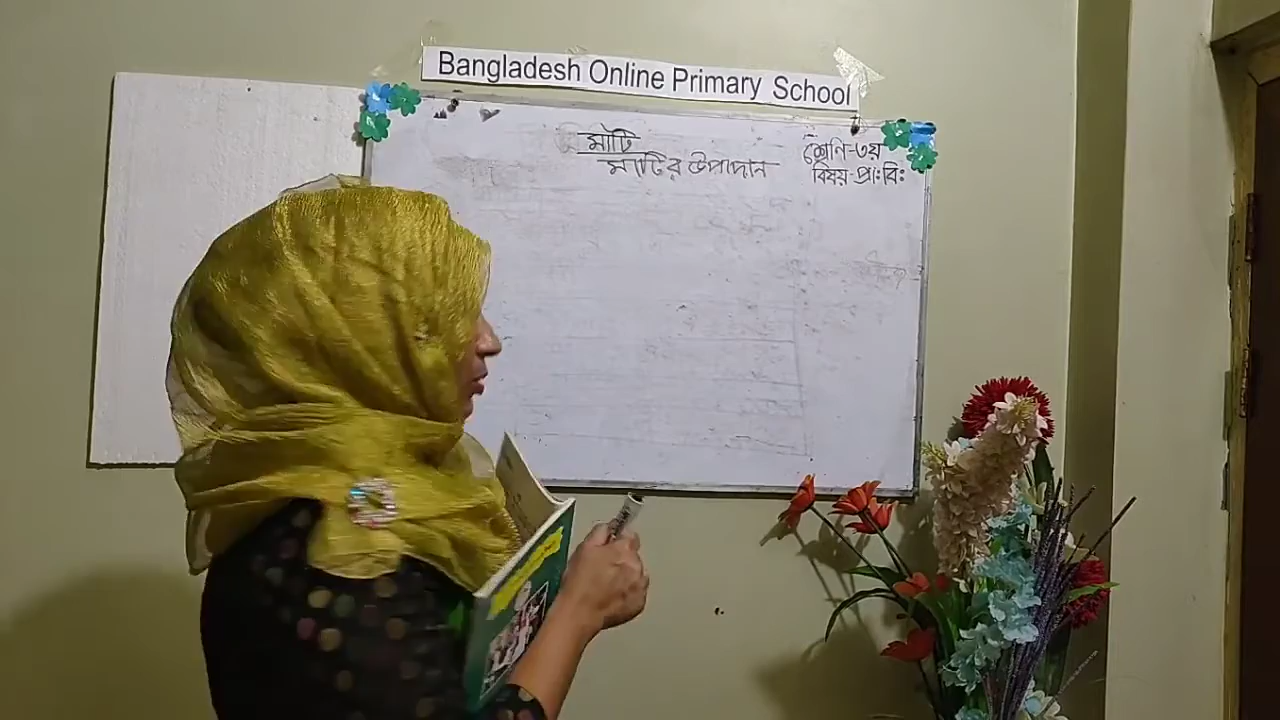 Bangladesh Online Primary School
মাটি
মাটির উপাদান
শ্রেণি-৩য়
বিষয়-প্রাঃবিঃ